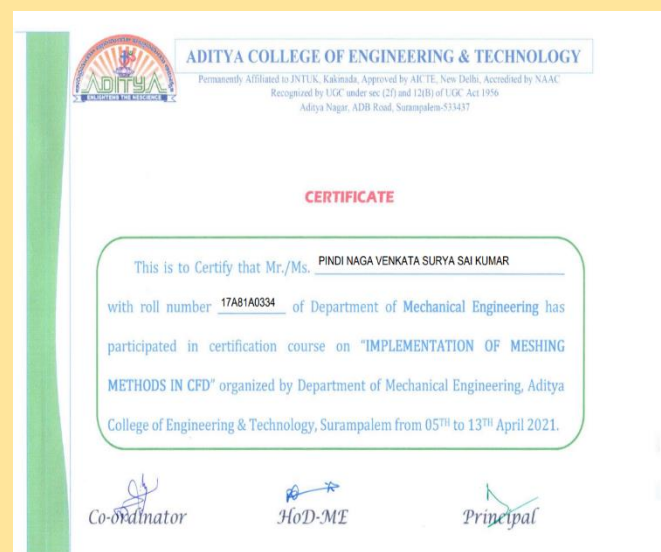 ADITYA
ENLIGHTENS THE NESCIENCE
ADITYA COLLEGE OF ENGINEERING & TECHNOLOGY
Permanently Affiliated to JNTUK, Kakinada, Approved by AICTE, New Delhi, Accredited by NAAC
Recognized by UGC under sec (2f) and 12(B) of UGC Act 1956
Aditya Nagar, ADB Road, Surampalem-533437
CERTIFICATE
This is to Certify that Mr./Ms. PINDI NAGA VENKATA SURYA SAI KUMAR
with roll number 17A81A0334 of Department of Mechanical Engineering has
participated in certification course on "IMPLEMENTATION OF MESHING
METHODS IN CFD" organized by Department of Mechanical Engineering, Aditya
College of Engineering & Technology, Surampalem from 05TH to 13TH April 2021.
Co-ordinator HoD-ME Principal